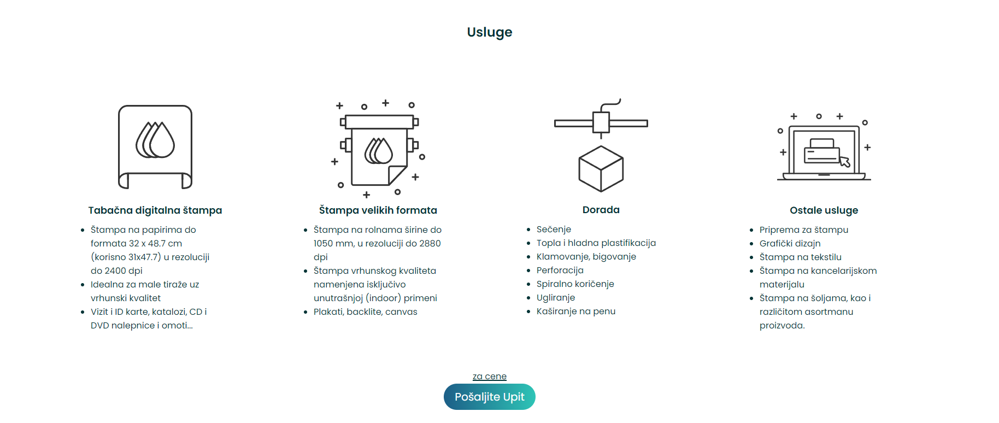 Usluge
Tabačna digitalna štampa
Štampa na papirima do
formata 32 x 48.7 cm
(korisno 31x47.7) u rezoluciji
do 2400 dpi
Idealna za male tiraže uz
vrhunski kvalitet
Vizit i ID karte, katalozi, CD i
DVD nalepnice i omoti...
Štampa velikih formata
Štampa na rolnama širine do
1050 mm, u rezoluciji do 2880
dpi
Štampa vrhunskog kvaliteta
namenjena isključivo
unutrašnjoj (indoor) primeni
Plakati, backlite, canvas
Dorada
Sečenje
Topla i hladna plastifikacija
Klamovanje, bigovanje
Perforacija
Spiralno koričenje
Ugliranje
Kaširanje na penu
Ostale usluge
Priprema za štampu
Grafički dizajn
Štampa na tekstilu
Štampa na kancelarijskom
materijalu
Štampa na šoljama, kao i
različitom asortmanu
proizvoda.
za cene
Pošaljite Upit